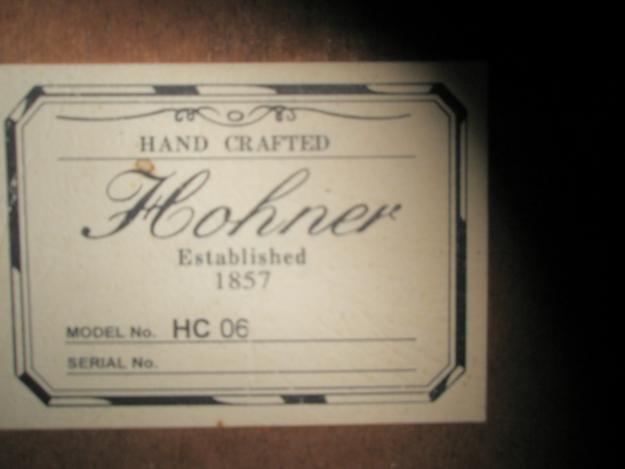 HAND CRAFTED
Hohner
Established
1857
MODEL No. HC 06
SERIAL No.